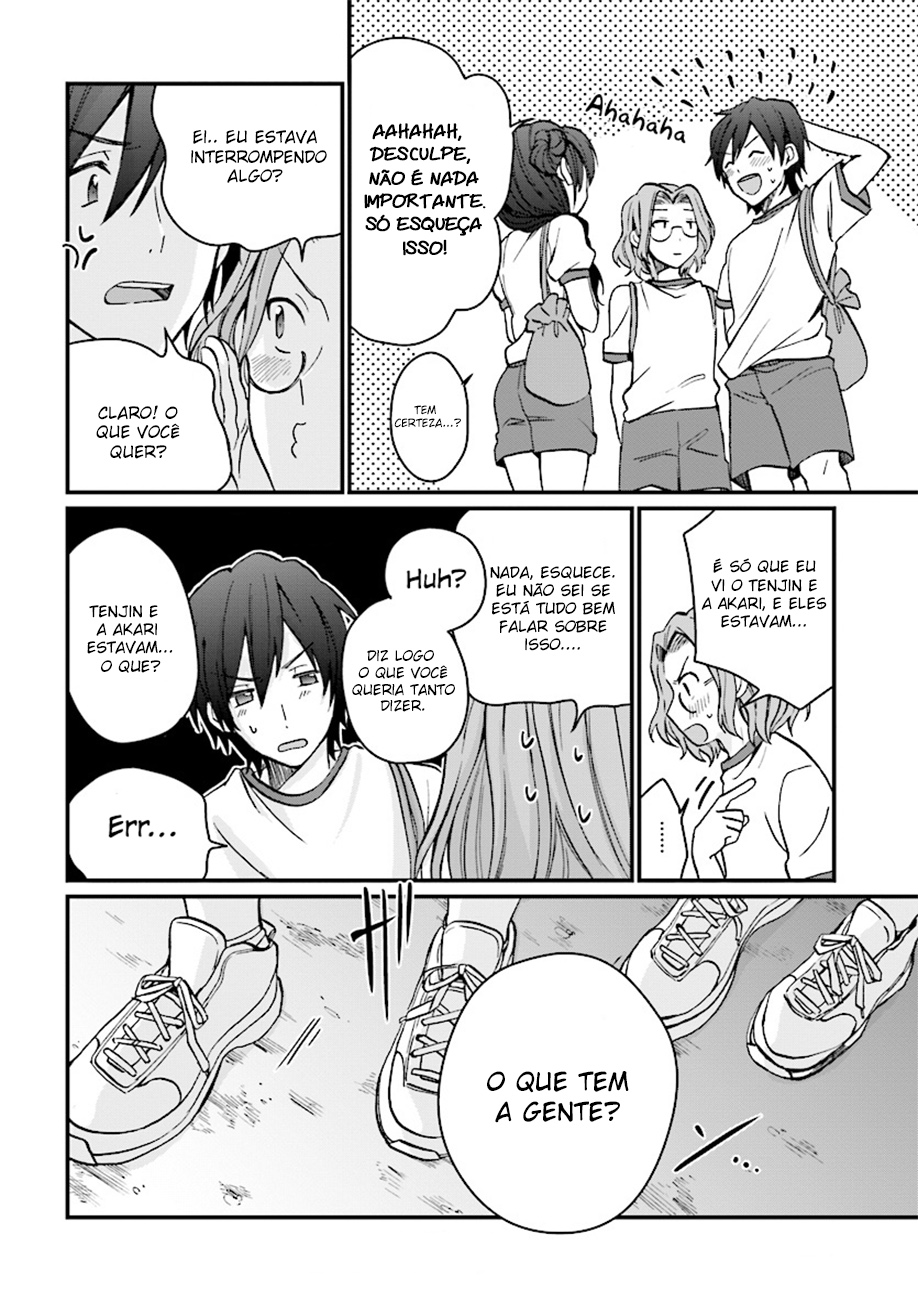 Ahahaha
AAHAHAH,
DESCULPE,
NÃO É NADA
IMPORTANTE.
SÓ ESQUEÇA
ISSO!
TEM
CERTEZA...?
EI.. EU ESTAVA
INTERROMPENDO
ALGO?
CLARO! O
QUE VOCÊ
QUER?
É SÓ QUE EU
VI O TENJIN E
A AKARI, E ELES
ESTAVAM...
NADA, ESQUECE.
EU NÃO SEI SE
ESTÁ TUDO BEM
FALAR SOBRE
ISSO....
Huh?
DIZ LOGO
O QUE VOCÊ
QUERIA TANTO
DIZER.
TENJIN E
A AKARI
ESTAVAM...
O QUE?
Err...
O QUE TEM
A GENTE?